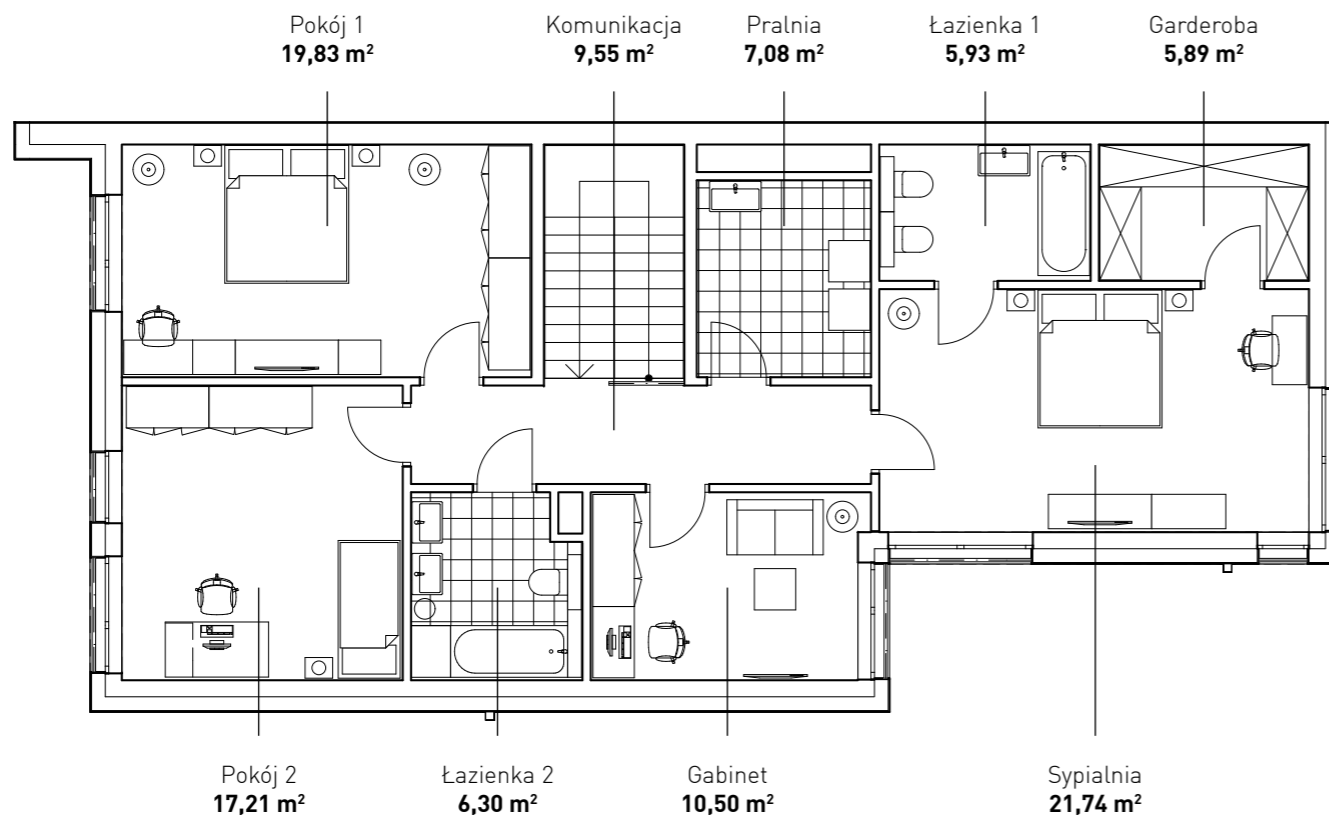 Pokój 1
19,83 m²
Komunikacja
9,55 m²
Pralnia
7,08 m²
Łazienka 1
5,93 m²
Garderoba
5,89 m²
Pokój 2
17,21 m²
Łazienka 2
6,30 m²
Gabinet
10,50 m²
Sypialnia
21,74 m²